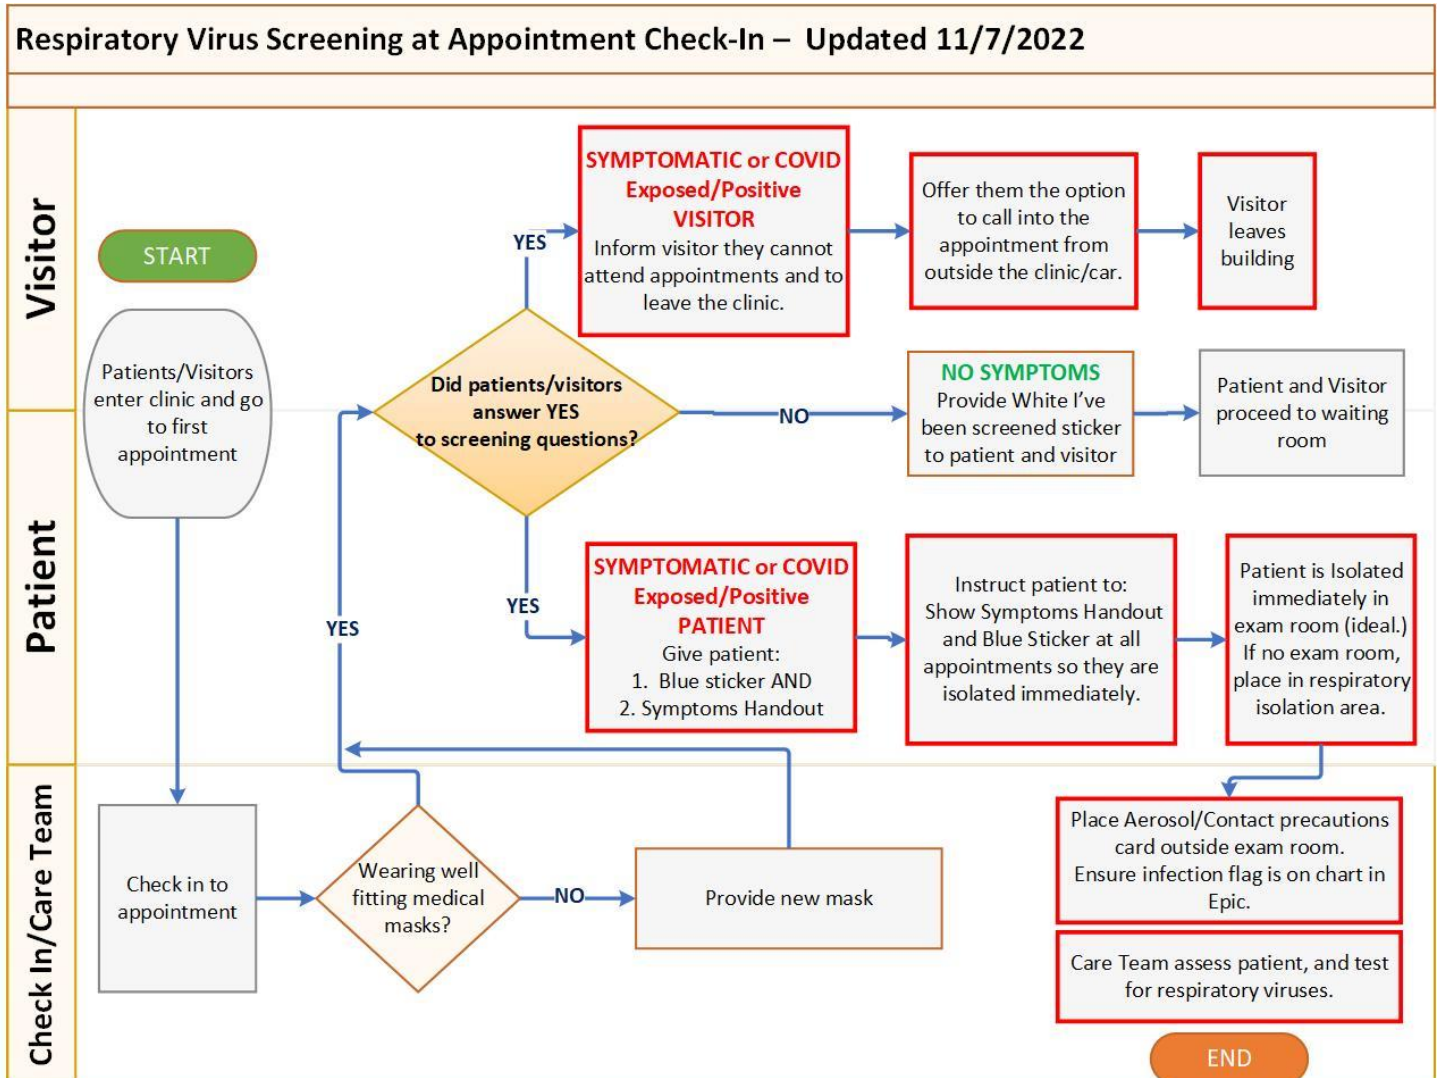 Respiratory Virus Screening at Appointment Check-In – Updated 11/7/2022
Visitor
START
Patients/Visitors
enter clinic and go
to first
appointment
Did patients/visitors
answer YES
to screening questions?
YES
SYMPTOMATIC or COVID
Exposed/Positive
VISITOR
Inform visitor they cannot
attend appointments and to
leave the clinic.
Offer them the option
to call into the
appointment from
outside the clinic/car.
Visitor
leaves
building
NO
NO SYMPTOMS
Provide White I've
been screened sticker
to patient and visitor
Patient and Visitor
proceed to waiting
room
Patient
YES
YES
SYMPTOMATIC or COVID
Exposed/Positive
PATIENT
Give patient:
1. Blue sticker AND
2. Symptoms Handout
Instruct patient to:
Show Symptoms Handout
and Blue Sticker at all
appointments so they are
isolated immediately.
Patient is Isolated
immediately in
exam room (ideal.)
If no exam room,
place in respiratory
isolation area.
Check In/Care Team
Check in to
appointment
Wearing well
fitting medical
masks?
NO
Provide new mask
Place Aerosol/Contact precautions
card outside exam room.
Ensure infection flag is on chart in
Epic.
Care Team assess patient, and test
for respiratory viruses.
END